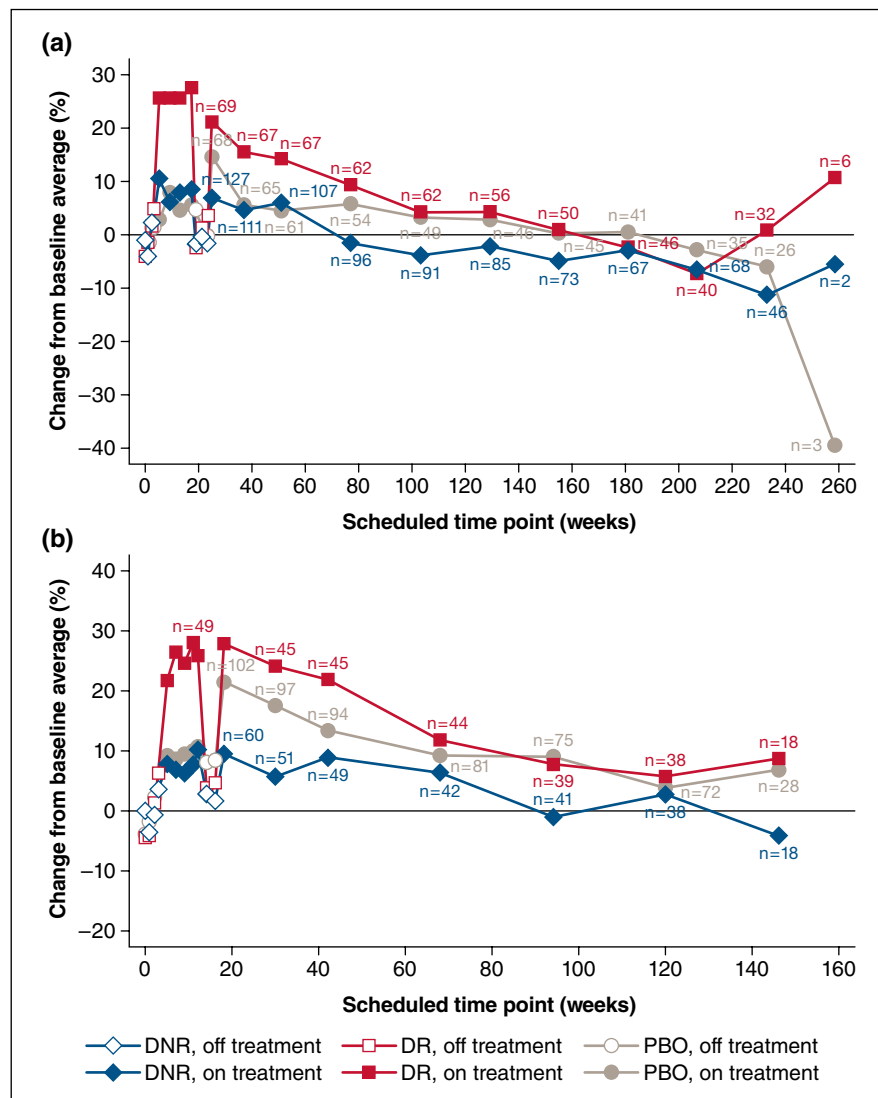 (a)
Change from baseline average (%)
30
20
10
0
−10
−20
−30
−40
n=69
n=68
n=67
n=67
n=65
n=61
n=127
n=111
n=107
n=62
n=54
n=96
n=62
n=49
n=91
n=56
n=46
n=85
n=50
n=45
n=73
n=41
n=46
n=67
n=35
n=68
n=40
n=32
n=26
n=46
n=6
n=2
n=3
0 20 40 60 80 100 120 140 160 180 200 220 240 260
Scheduled time point (weeks)
(b)
Change from baseline average (%)
40
30
20
10
0
−10
−20
n=49
n=102
n=60
n=45
n=97
n=51
n=45
n=94
n=49
n=44
n=81
n=42
n=75
n=39
n=41
n=38
n=72
n=38
n=18
n=28
n=18
0 20 40 60 80 100 120 140 160
Scheduled time point (weeks)
DNR, off treatment DR, off treatment PBO, off treatment
DNR, on treatment DR, on treatment PBO, on treatment